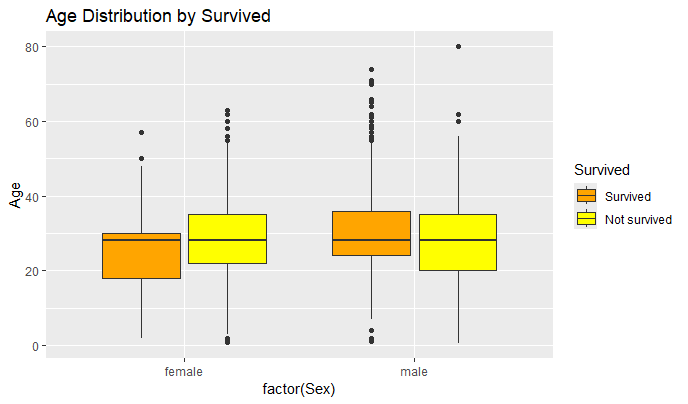 Age Distribution by Survived
80
60
40
20
0
Age
female
male
factor(Sex)
Survived
Survived
Not survived